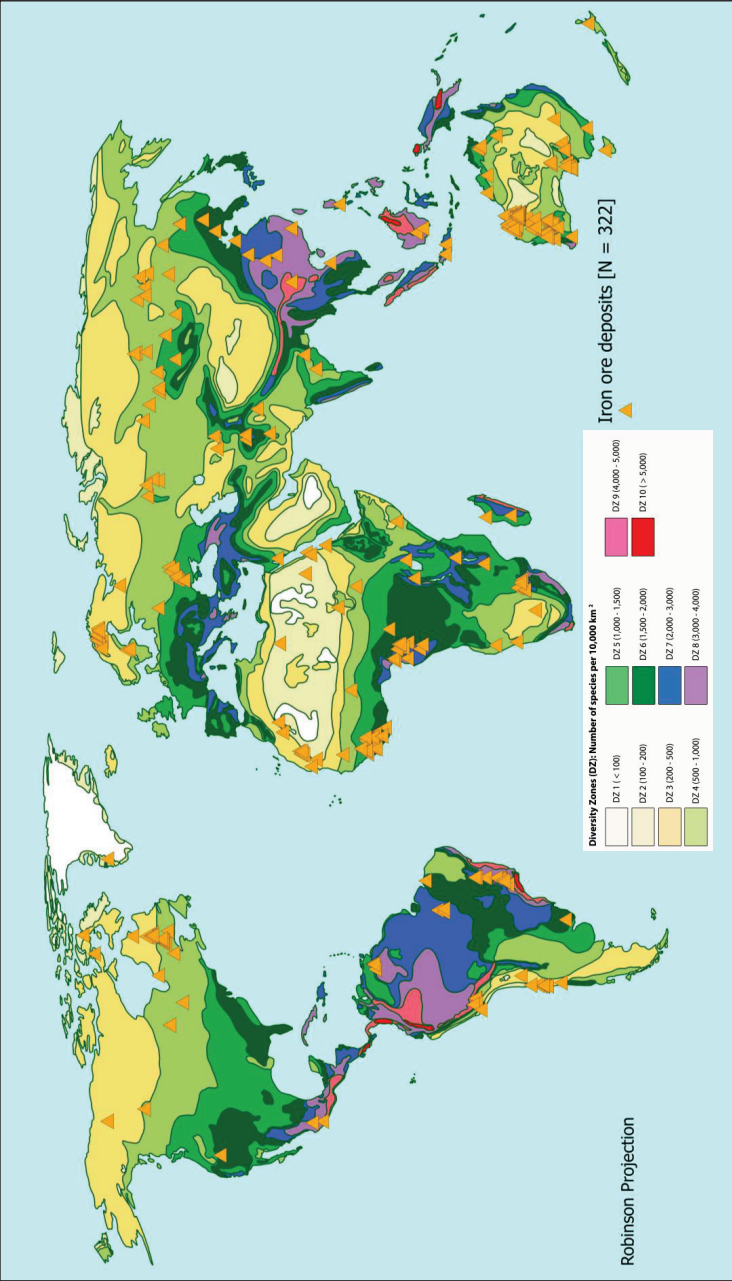 Iron ore deposits [N = 322]
Diversity Zones (DZ): Number of species per 10,000 km²
DZ 1 ( < 100)
DZ 2 (100 - 200)
DZ 3 (200 - 500)
DZ 4 (500 - 1,000)
DZ 5 (1,000 - 1,500)
DZ 6 (1,500 - 2,000)
DZ 7 (2,000 - 3,000)
DZ 8 (3,000 - 4,000)
DZ 9 (4,000 - 5,000)
DZ 10 ( > 5,000)
Robinson Projection